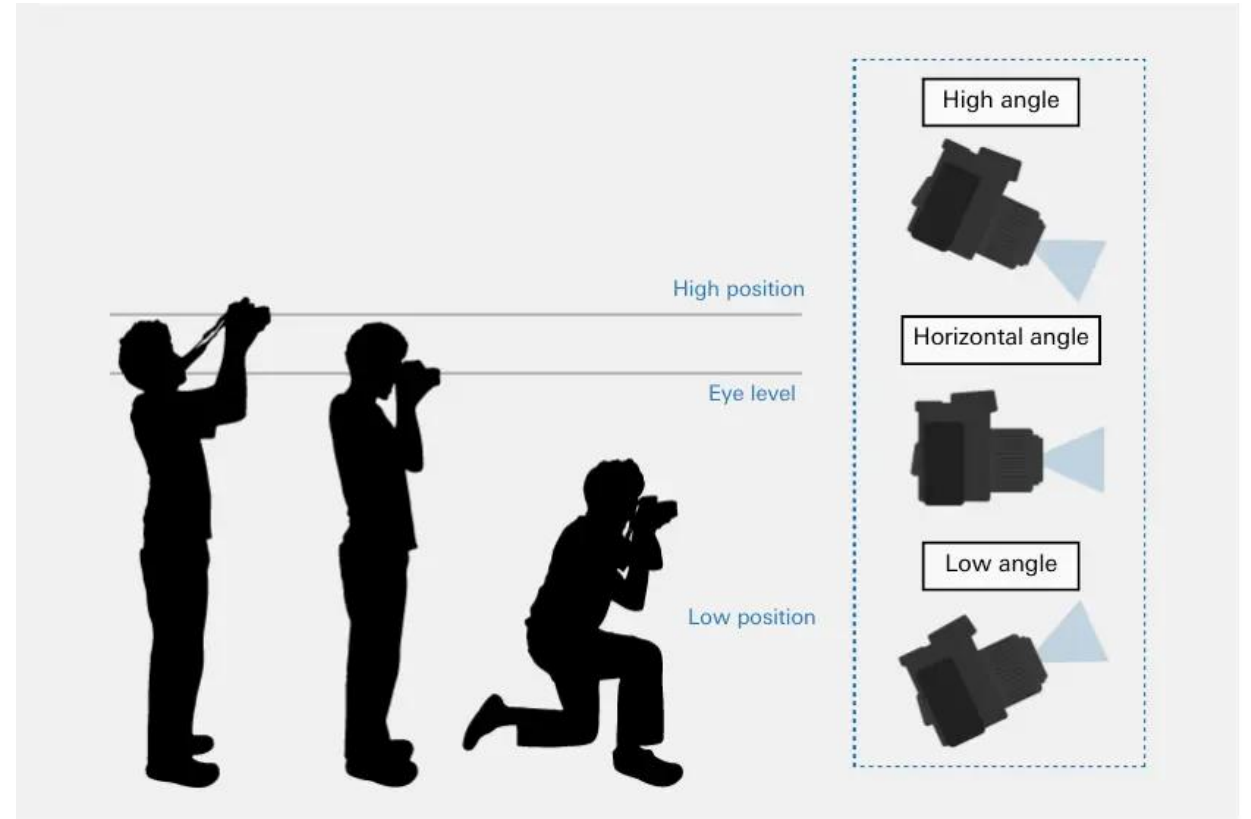 High position
Eye level
Low position
High angle
Horizontal angle
Low angle